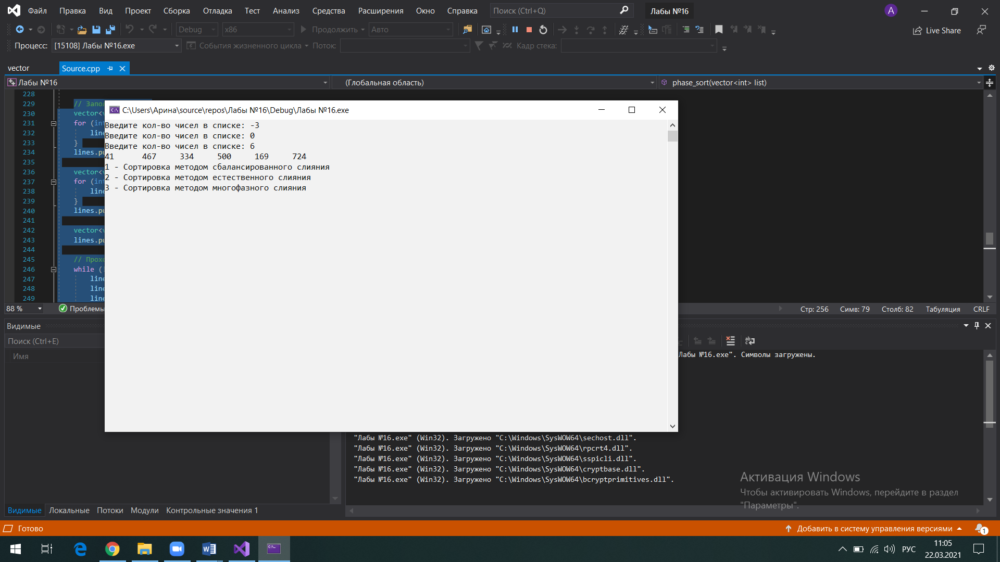 Файл Правка Вид Проект Сборка Отладка Тест Анализ Средства Расширения Окно Справка Поиск (Ctrl+Q) Лабы №16 A
Debug x86 Продолжить Авто Live Share
Процесс: [15108] Лабы №16.exe События жизненного цикла Поток: Кадр стека:
vector Source.cpp
Лабы №16 (Глобальная область) phase_sort(vector<int> list)
228
229 // Запол
230 vector<v
231 for (int
232 line
233 }
234 lines.pu
235
236 vector<v
237 for (int
238 line
239 }
240 lines.pu
241
242 vector<v
243 lines.pu
244
245 // Прохо
246 while (
247 line
248 line
249 line
C:\Users\Арина\source\repos\Лабы №16\Debug\Лабы №16.exe
Введите кол-во чисел в списке: -3
Введите кол-во чисел в списке: 0
Введите кол-во чисел в списке: 6
41 467 334 500 169 724
1 - Сортировка методом сбалансированного слияния
2 - Сортировка методом естественного слияния
3 - Сортировка методом многофазного слияния
88 % Проблемы Стр: 256 Симв: 79 Столб: 82 Табуляция CRLF
Видимые
Поиск (Ctrl+E)
Имя
Лабы №16.exe". Символы загружены.
"Лабы №16.exe" (Win32). Загружено "C:\Windows\SysWOW64\sechost.dll".
"Лабы №16.exe" (Win32). Загружено "C:\Windows\SysWOW64\rpcrt4.dll".
"Лабы №16.exe" (Win32). Загружено "C:\Windows\SysWOW64\sspicli.dll".
"Лабы №16.exe" (Win32). Загружено "C:\Windows\SysWOW64\cryptbase.dll".
"Лабы №16.exe" (Win32). Загружено "C:\Windows\SysWOW64\bcryptprimitives.dll".
Активация Windows
Чтобы активировать Windows, перейдите в раздел
"Параметры".
Видимые Локальные Потоки Модули Контрольные значения 1
Готово Добавить в систему управления версиями 1
РУС 11:05
22.03.2021